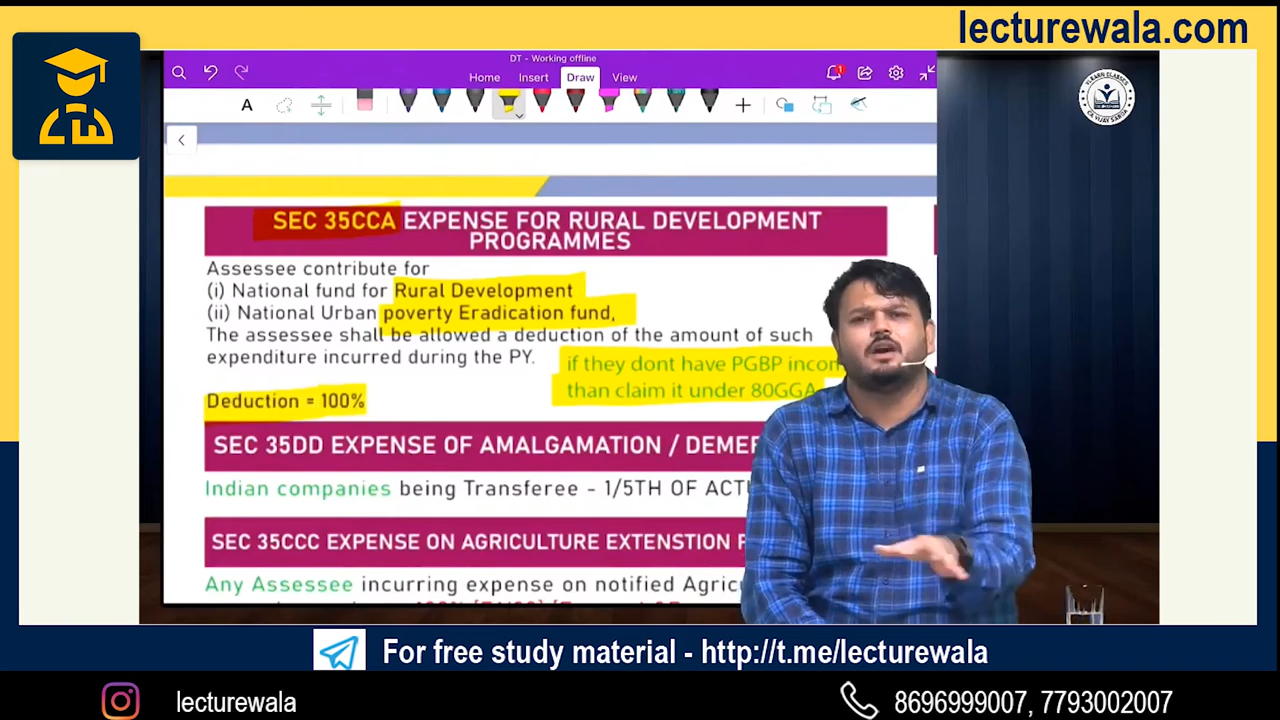 lecturewala.com
DT - Working offline
Home Insert Draw View
1
A
SEC 35CCA EXPENSE FOR RURAL DEVELOPMENT
PROGRAMMES
Assessee contribute for
(i) National fund for Rural Development
(ii) National Urban poverty Eradication fund,
The assessee shall be allowed a deduction of the amount of such
expenditure incurred during the PY.
if they dont have PGBP incom
than claim it under 80GGA
Deduction = 100%
SEC 35DD EXPENSE OF AMALGAMATION / DEME
Indian companies being Transferee - 1/5TH OF ACTU
SEC 35CCC EXPENSE ON AGRICULTURE EXTENSTION P
Any Assessee incurring expense on notified Agric
CA VIJAY SARDA
For free study material - http://t.me/lecturewala
lecturewala
8696999007, 7793002007